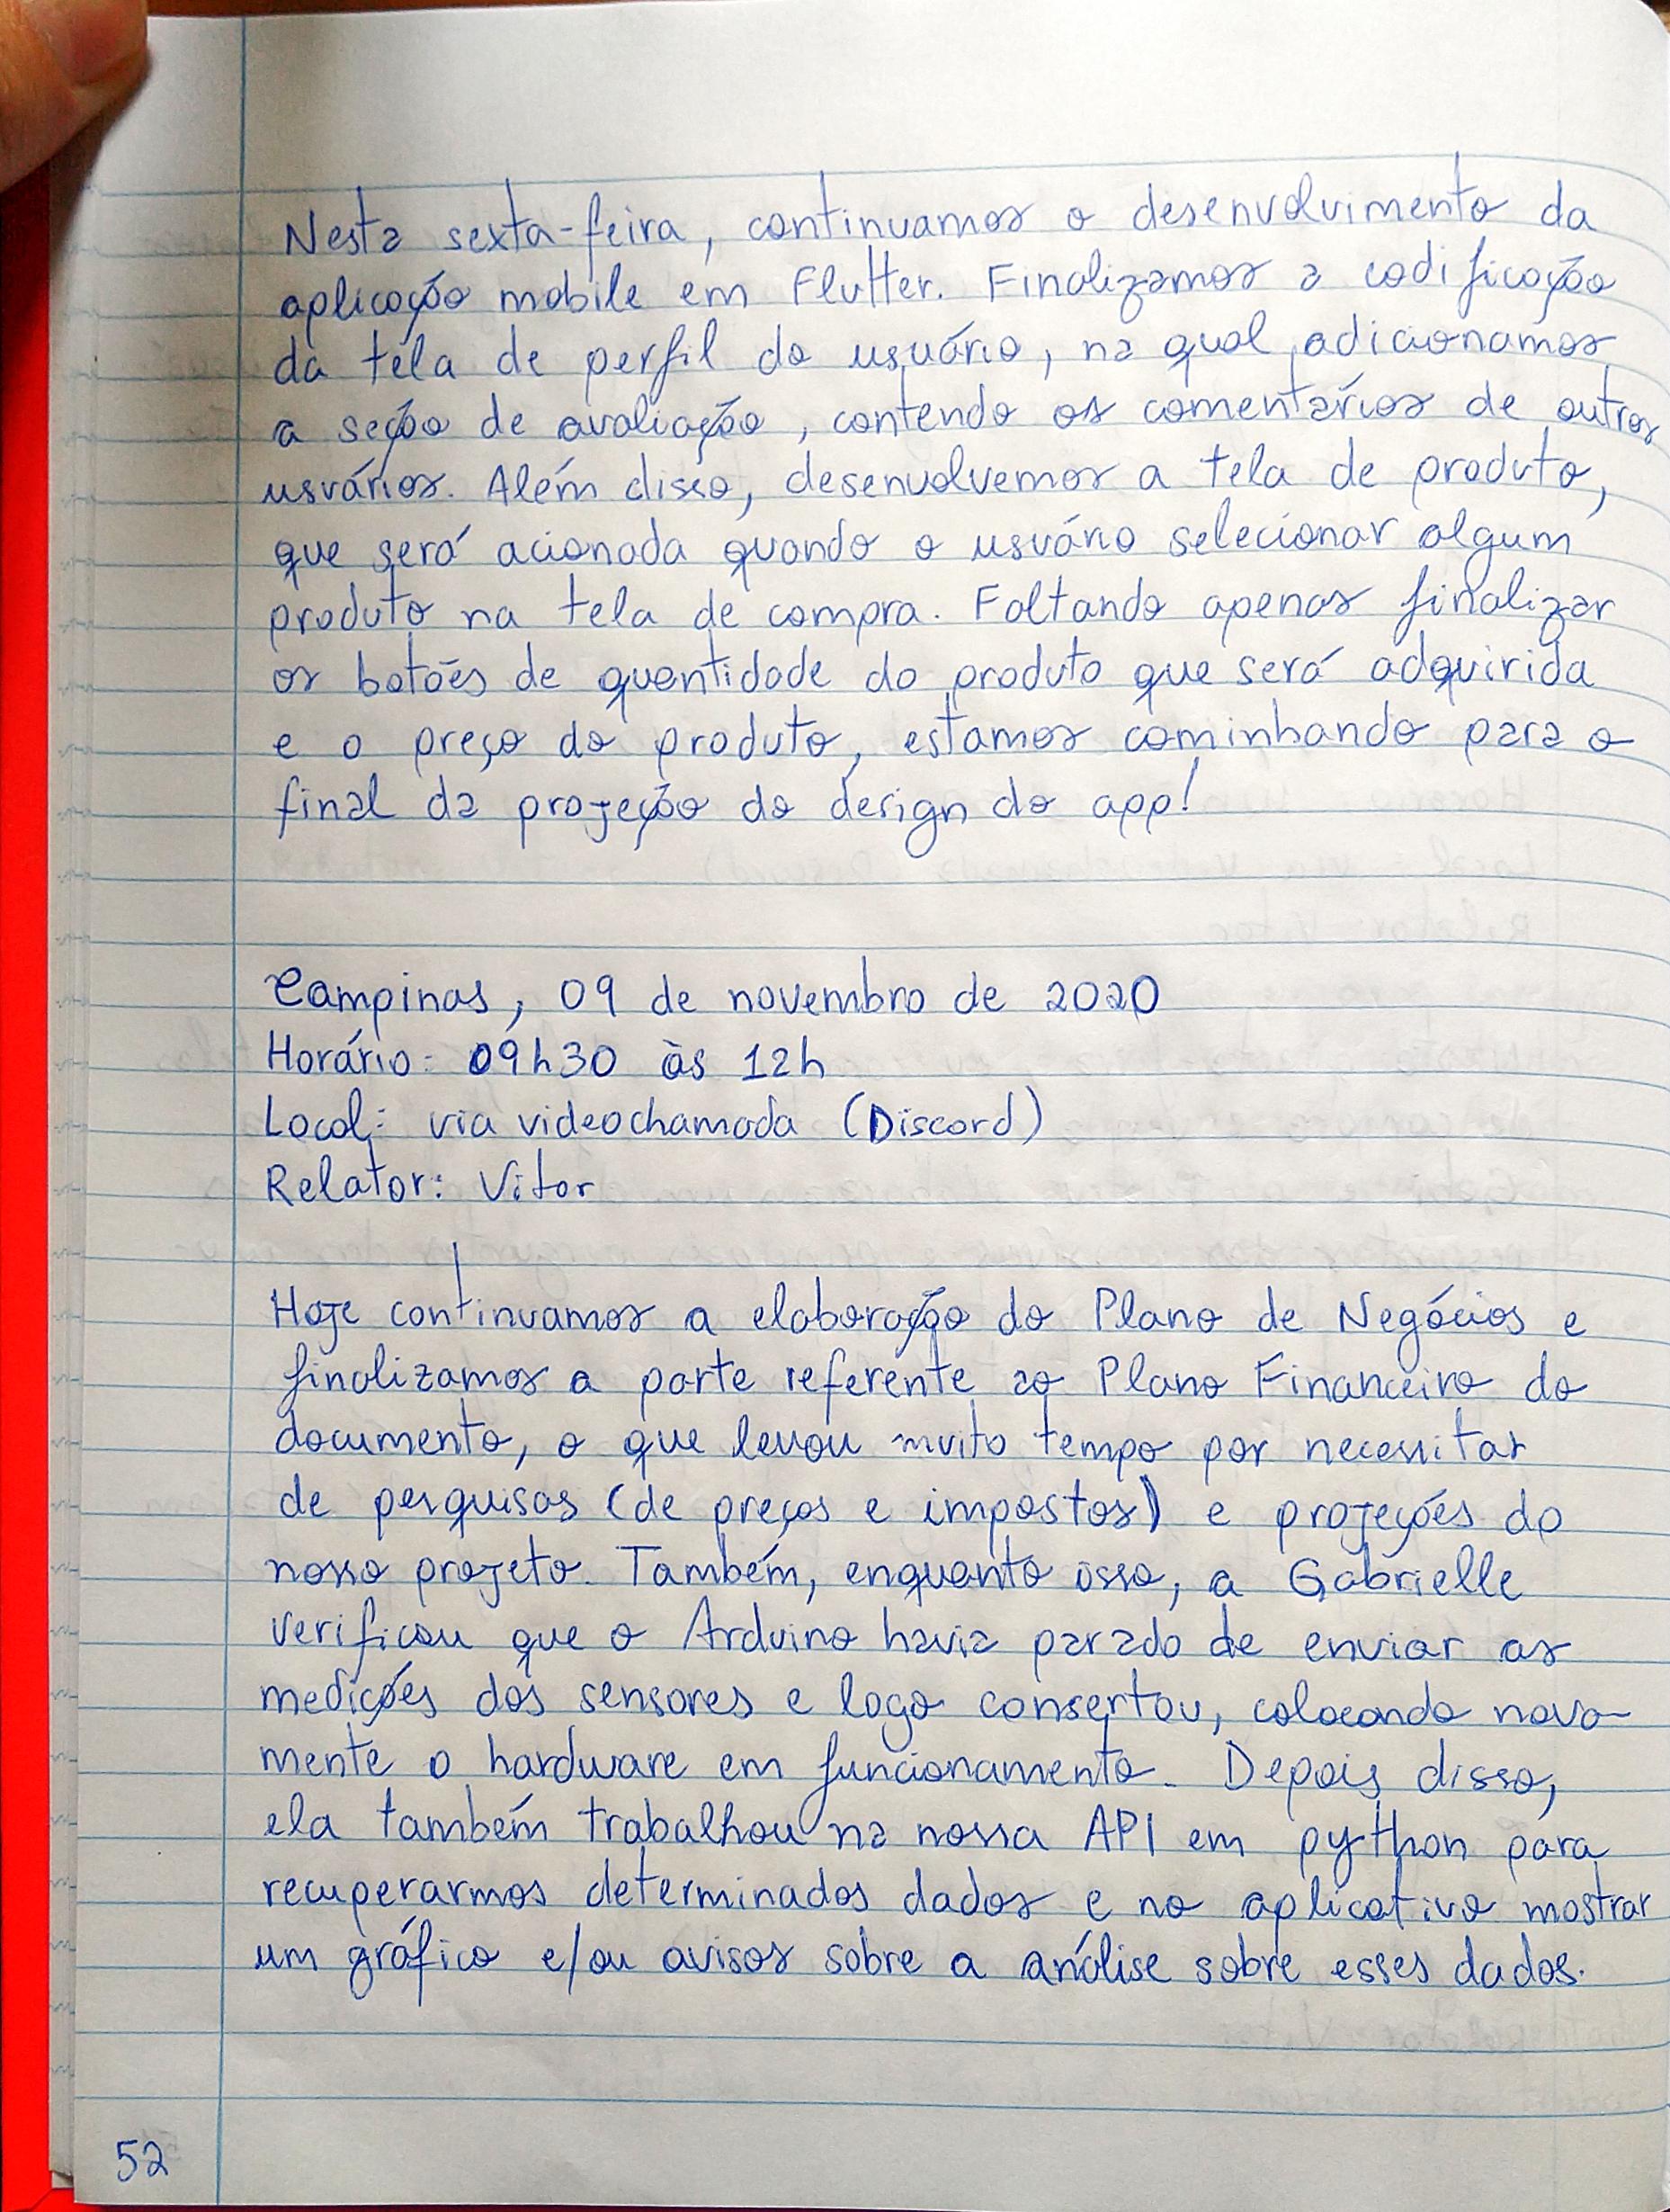 Nesta sexta-feira, continuamos o desenvolvimento da
aplicação mobile em Flutter. Finalizamos a codificação
da tela de perfil do usuário, na qual adicionamos
a seção de avaliação, contendo os comentários de outros
usuários. Além disso, desenvolvemos a tela de produto,
que será acionada quando o usuário selecionar algum
produto na tela de compra. Faltando apenas finalizar
os botões de quantidade do produto que será adquirida
e o preço do produto, estamos caminhando para o
final da projeção do design do app!
Campinas, 09 de novembro de 2020
Horário: 09h30 às 12h
Local: via videochamada (Discord)
Relator: Vitor
Hoje continuamos a elaboração do Plano de Negócios e
finalizamos a parte referente ao Plano Financeiro do
documento, o que levou muito tempo por necessitar
de pesquisas (de preços e impostos) e projeções do
nosso projeto. Também, enquanto isso, a Gabrielle
verificou que o Arduino havia parado de enviar as
medições dos sensores e logo consertou, colocando nova-
mente o hardware em funcionamento. Depois disso,
ela também trabalhou na nossa API em python para
recuperarmos determinados dados e no aplicativo mostrar
um gráfico e/ou avisos sobre a análise sobre esses dados.
52